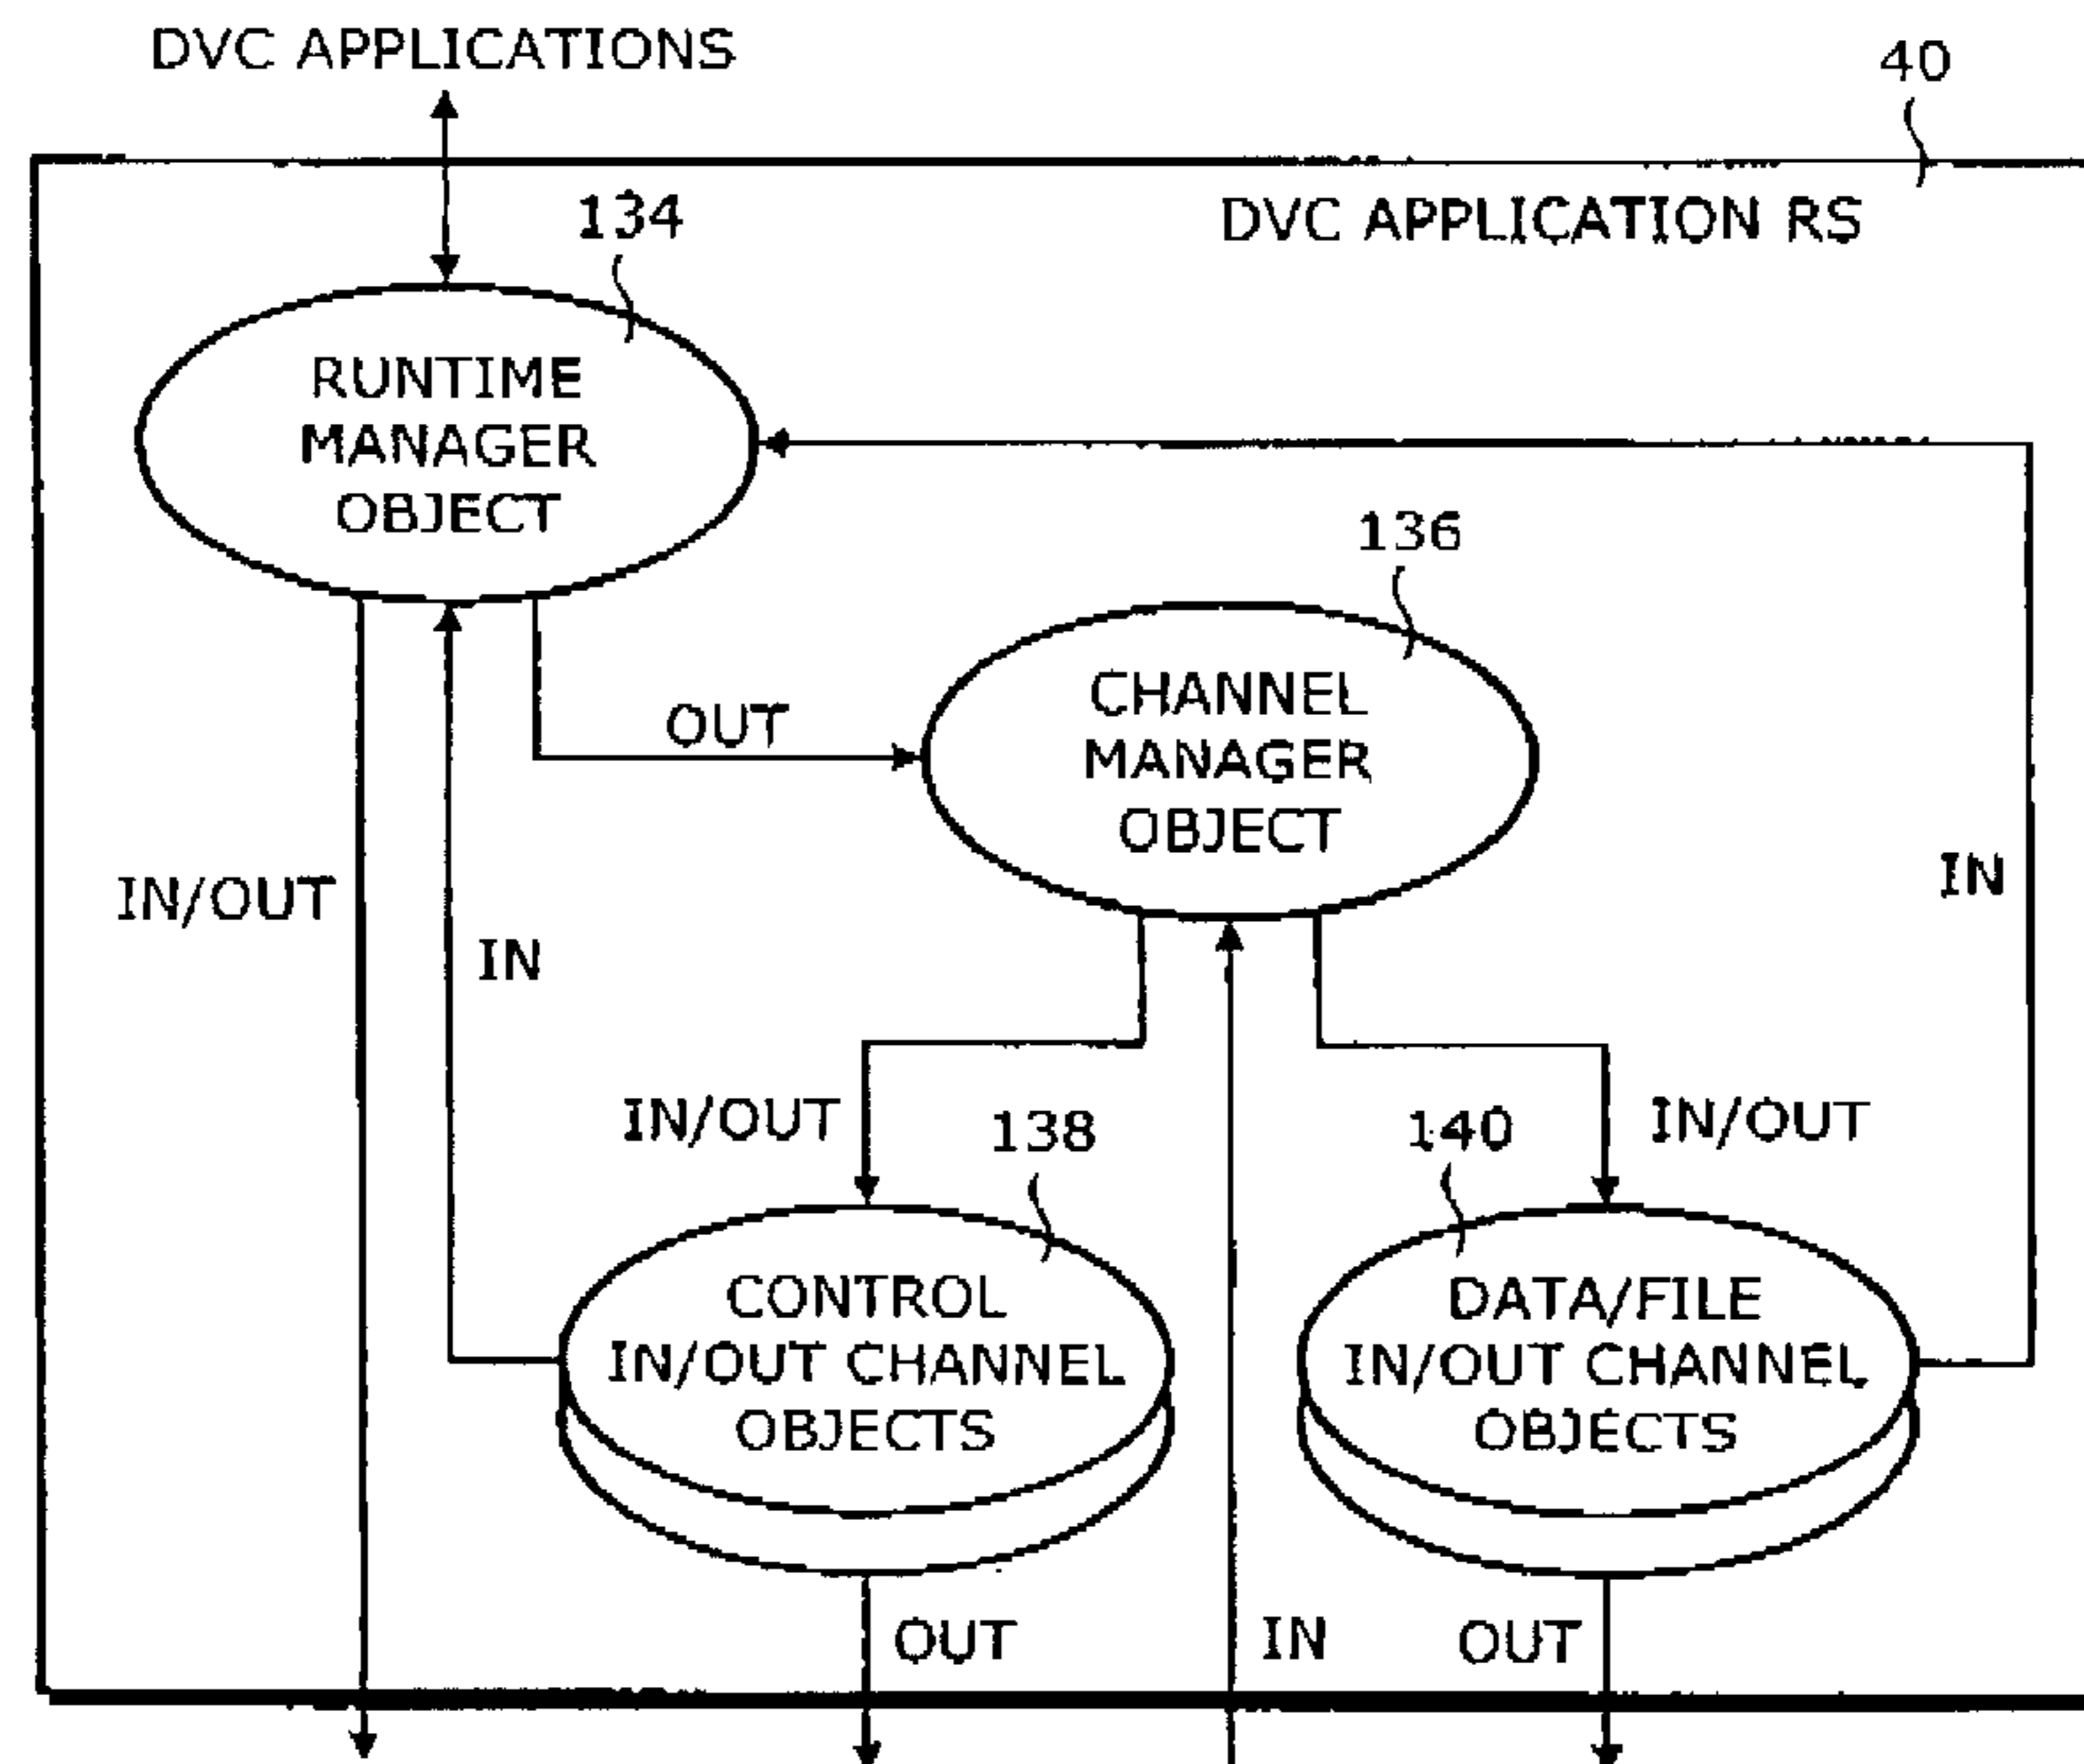 DVC APPLICATIONS
40
DVC APPLICATION RS
134
RUNTIME
MANAGER
OBJECT
136
CHANNEL
MANAGER
OBJECT
OUT
IN/OUT
IN
IN
IN/OUT
138
140
IN/OUT
CONTROL
IN/OUT CHANNEL
OBJECTS
DATA/FILE
IN/OUT CHANNEL
OBJECTS
OUT
IN
OUT